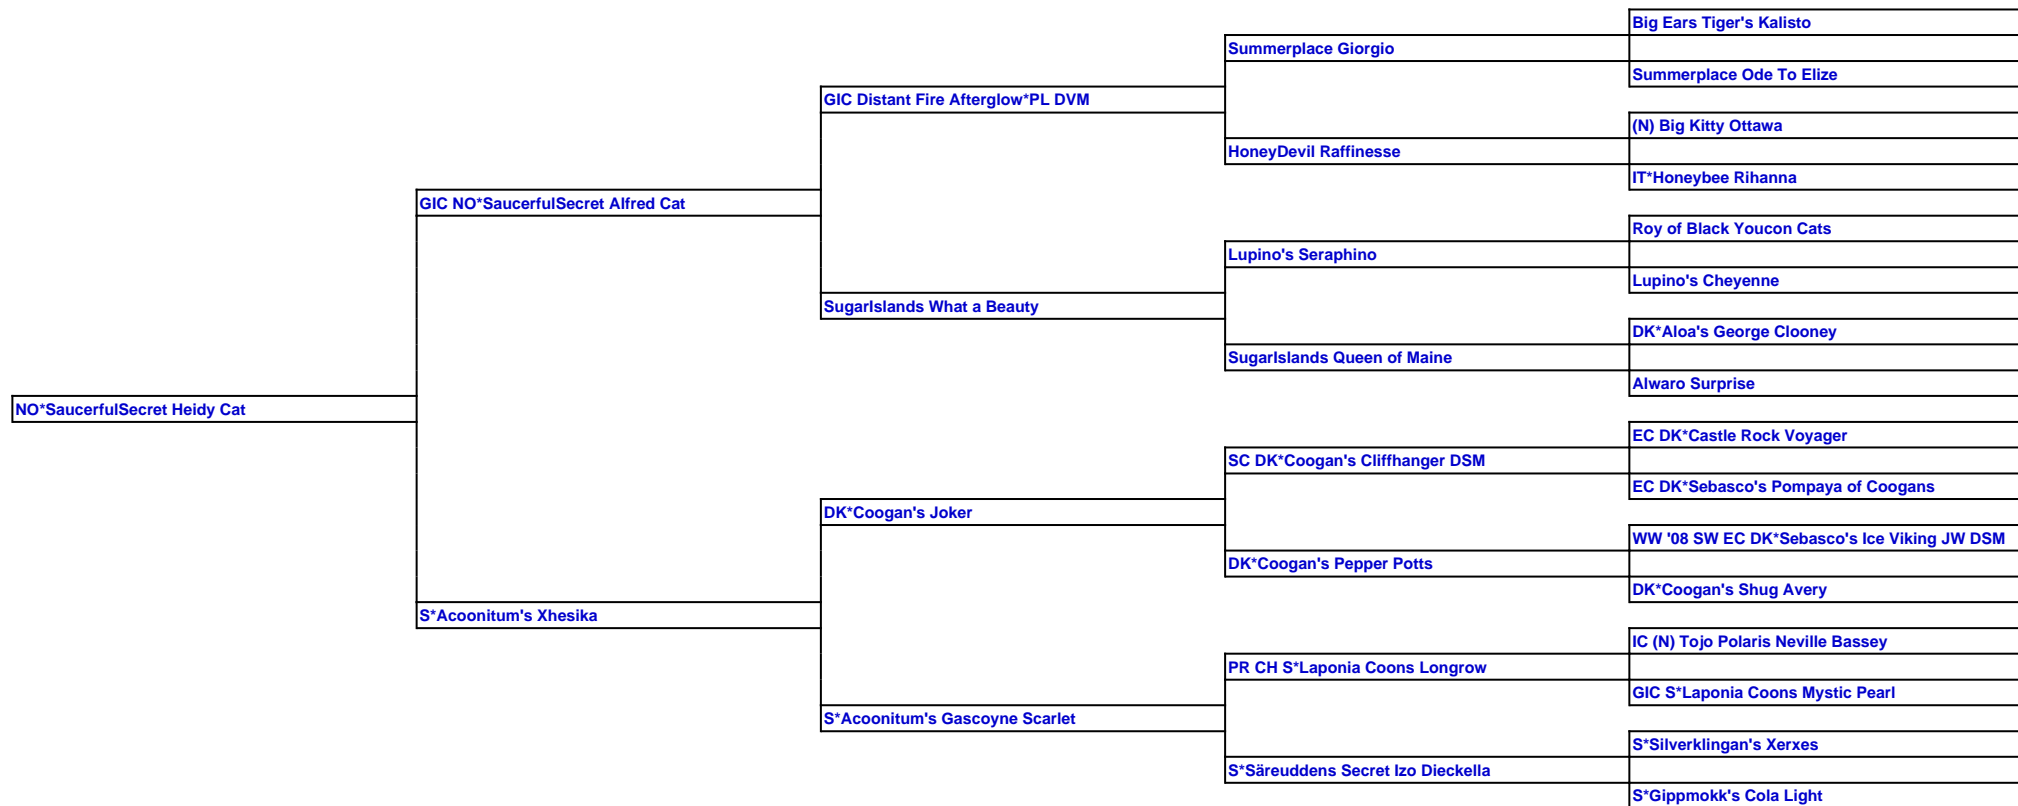 Big Ears Tiger's Kalisto
Summerplace Giorgio
Summerplace Ode To Elize
GIC Distant Fire Afterglow*PL DVM
(N) Big Kitty Ottawa
HoneyDevil Raffinesse
IT*Honeybee Rihanna
GIC NO*SaucerfulSecret Alfred Cat
Roy of Black Youcon Cats
Lupino's Seraphino
Lupino's Cheyenne
SugarIslands What a Beauty
DK*Aloa's George Clooney
SugarIslands Queen of Maine
Alwaro Surprise
NO*SaucerfulSecret Heidy Cat
EC DK*Castle Rock Voyager
SC DK*Coogan's Cliffhanger DSM
EC DK*Sebasco's Pompaya of Coogans
DK*Coogan's Joker
WW '08 SW EC DK*Sebasco's Ice Viking JW DSM
DK*Coogan's Pepper Potts
DK*Coogan's Shug Avery
S*Acoonitum's Xhesika
IC (N) Tojo Polaris Neville Bassey
PR CH S*Laponia Coons Longrow
GIC S*Laponia Coons Mystic Pearl
S*Acoonitum's Gascoyne Scarlet
S*Silverklingan's Xerxes
S*Säreuddens Secret Izo Dieckella
S*Gippmokk's Cola Light